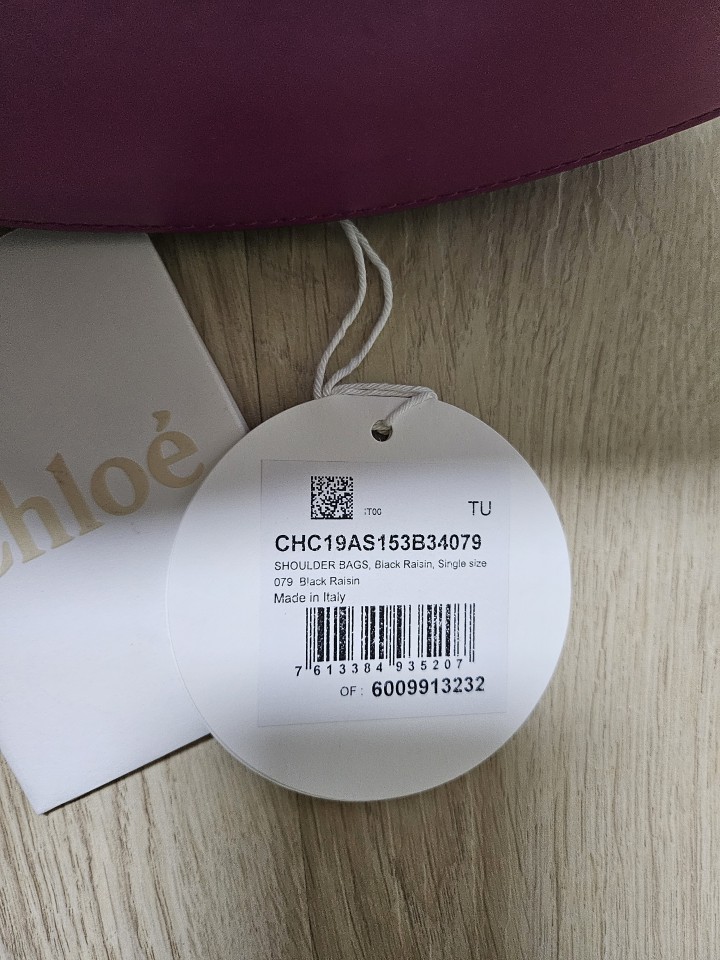 Chloé
IT00
TU
CHC19AS153B34079
SHOULDER BAGS, Black Raisin, Single size
079 Black Raisin
Made in Italy
7 613384 935207
OF : 6009913232